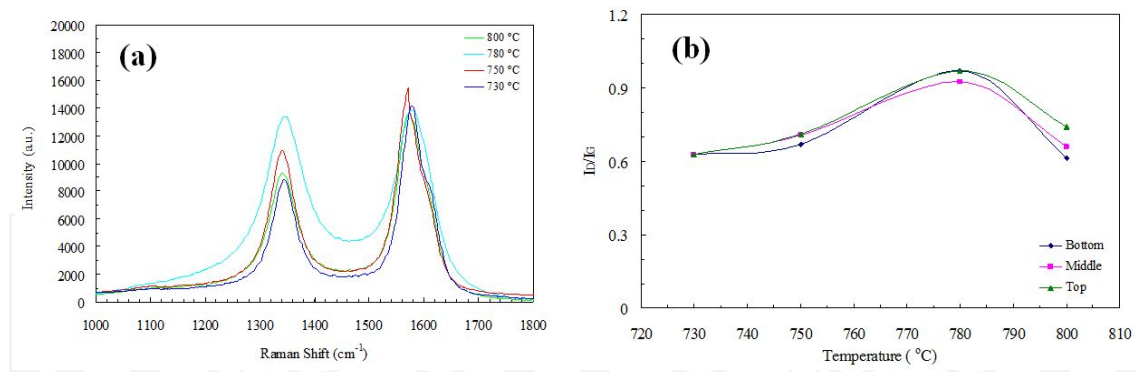 (a)
Intensity (a.u.)
20000
18000
16000
14000
12000
10000
8000
6000
4000
2000
0
800 °C
780 °C
750 °C
730 °C
1000 1100 1200 1300 1400 1500 1600 1700 1800
Raman Shift (cm-1)
(b)
ID/IG
1.2
0.9
0.6
0.3
0
Bottom
Middle
Top
720 730 740 750 760 770 780 790 800 810
Temperature ( oC)